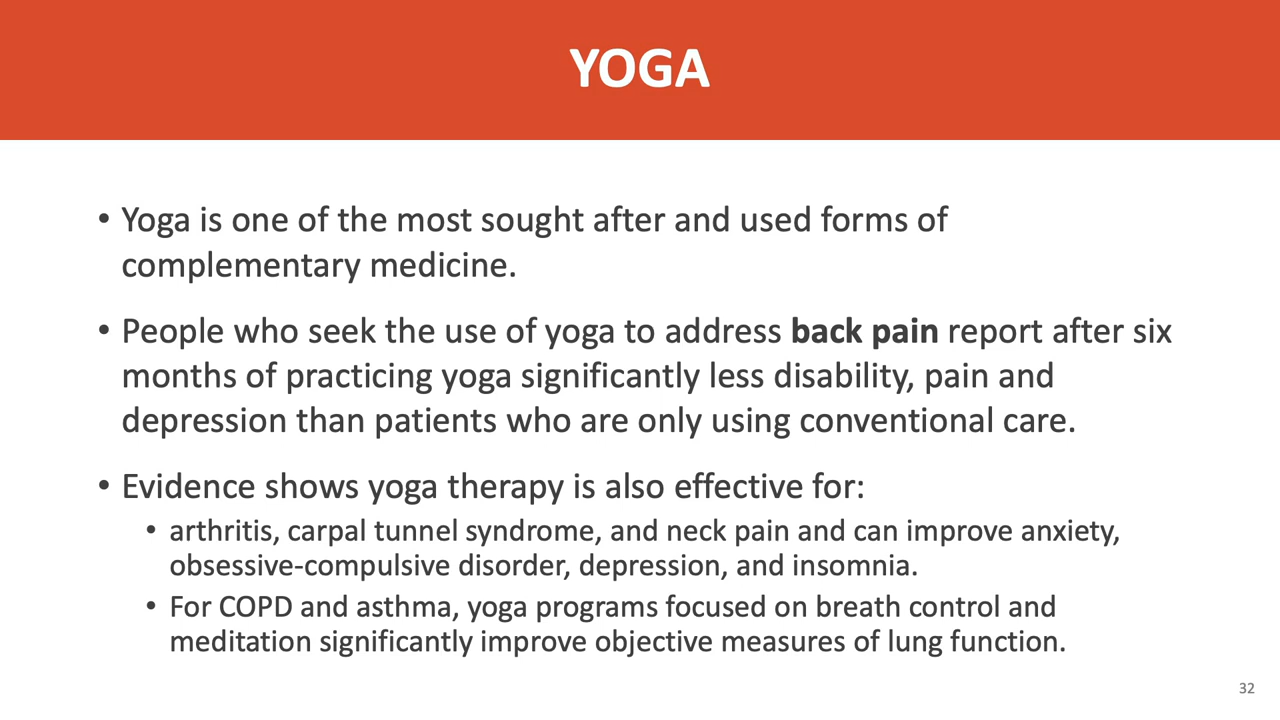 YOGA
• Yoga is one of the most sought after and used forms of
complementary medicine.
• People who seek the use of yoga to address back pain report after six
months of practicing yoga significantly less disability, pain and
depression than patients who are only using conventional care.
• Evidence shows yoga therapy is also effective for:
• arthritis, carpal tunnel syndrome, and neck pain and can improve anxiety,
obsessive-compulsive disorder, depression, and insomnia.
• For COPD and asthma, yoga programs focused on breath control and
meditation significantly improve objective measures of lung function.
32